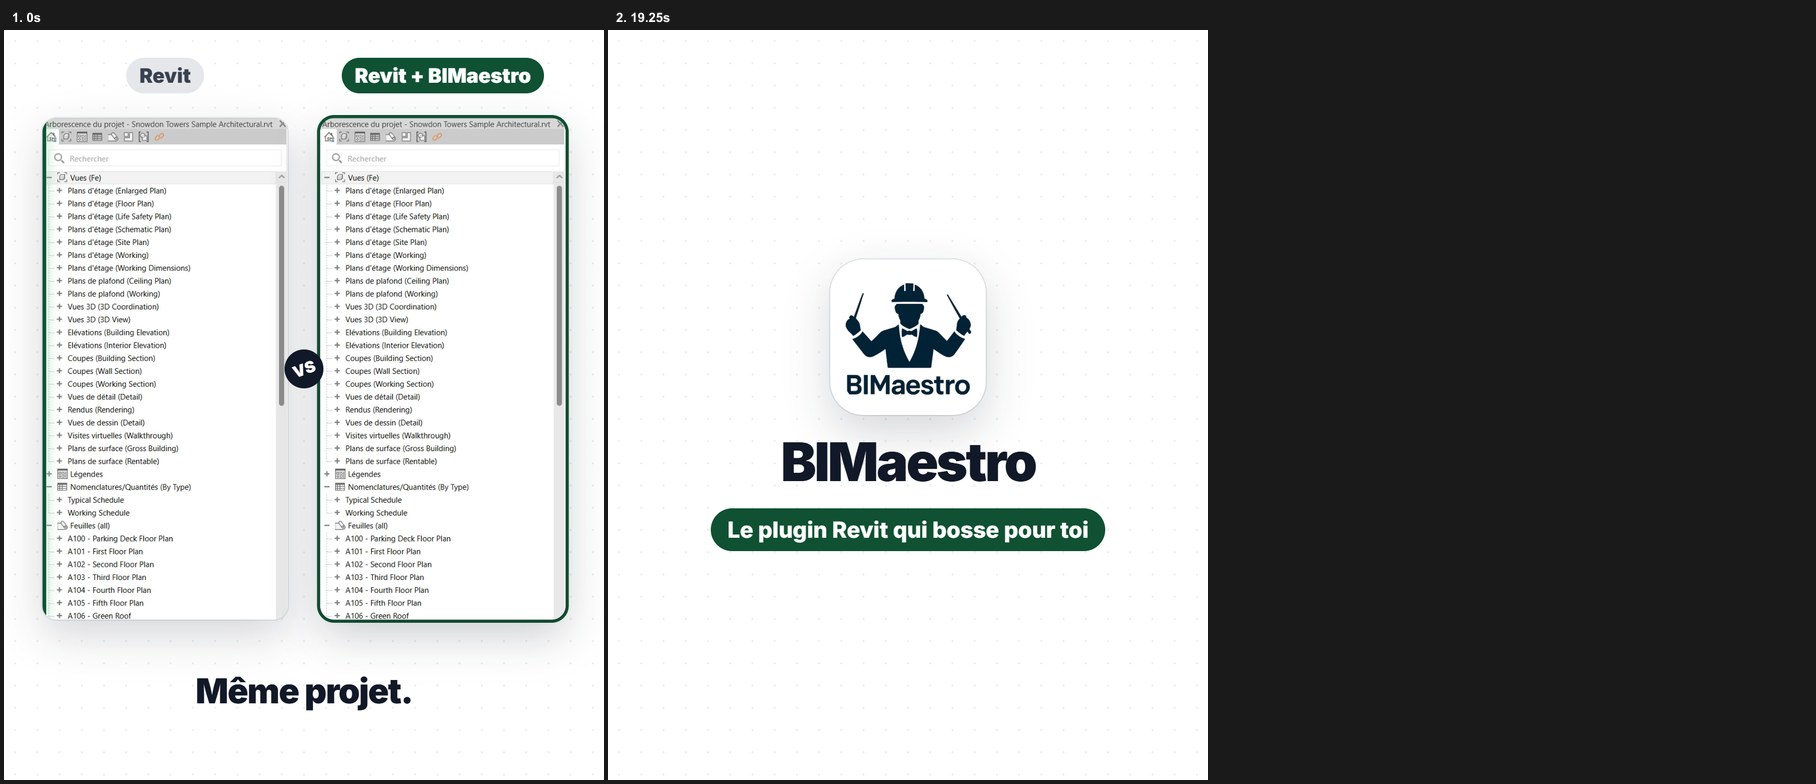 1. 0s
Revit
Revit + BIMaestro
Arborescence du projet - Snowdon Towers Sample Architectural.rvt
Rechercher
Vues (Fe)
Plans d'étage (Enlarged Plan)
Plans d'étage (Floor Plan)
Plans d'étage (Life Safety Plan)
Plans d'étage (Schematic Plan)
Plans d'étage (Site Plan)
Plans d'étage (Working)
Plans d'étage (Working Dimensions)
Plans de plafond (Ceiling Plan)
Plans de plafond (Working)
Vues 3D (3D Coordination)
Vues 3D (3D View)
Elévations (Building Elevation)
Elévations (Interior Elevation)
Coupes (Building Section)
Coupes (Wall Section)
Coupes (Working Section)
Vues de détail (Detail)
Rendus (Rendering)
Vues de dessin (Detail)
Visites virtuelles (Walkthrough)
Plans de surface (Gross Building)
Plans de surface (Rentable)
Légendes
Nomenclatures/Quantités (By Type)
Typical Schedule
Working Schedule
Feuilles (all)
A100 - Parking Deck Floor Plan
A101 - First Floor Plan
A102 - Second Floor Plan
A103 - Third Floor Plan
A104 - Fourth Floor Plan
A105 - Fifth Floor Plan
A106 - Green Roof
vs
Arborescence du projet - Snowdon Towers Sample Architectural.rvt
Rechercher
Vues (Fe)
Plans d'étage (Enlarged Plan)
Plans d'étage (Floor Plan)
Plans d'étage (Life Safety Plan)
Plans d'étage (Schematic Plan)
Plans d'étage (Site Plan)
Plans d'étage (Working)
Plans d'étage (Working Dimensions)
Plans de plafond (Ceiling Plan)
Plans de plafond (Working)
Vues 3D (3D Coordination)
Vues 3D (3D View)
Elévations (Building Elevation)
Elévations (Interior Elevation)
Coupes (Building Section)
Coupes (Wall Section)
Coupes (Working Section)
Vues de détail (Detail)
Rendus (Rendering)
Vues de dessin (Detail)
Visites virtuelles (Walkthrough)
Plans de surface (Gross Building)
Plans de surface (Rentable)
Légendes
Nomenclatures/Quantités (By Type)
Typical Schedule
Working Schedule
Feuilles (all)
A100 - Parking Deck Floor Plan
A101 - First Floor Plan
A102 - Second Floor Plan
A103 - Third Floor Plan
A104 - Fourth Floor Plan
A105 - Fifth Floor Plan
A106 - Green Roof
Même projet.
2. 19.25s
BIMaestro
BIMaestro
Le plugin Revit qui bosse pour toi